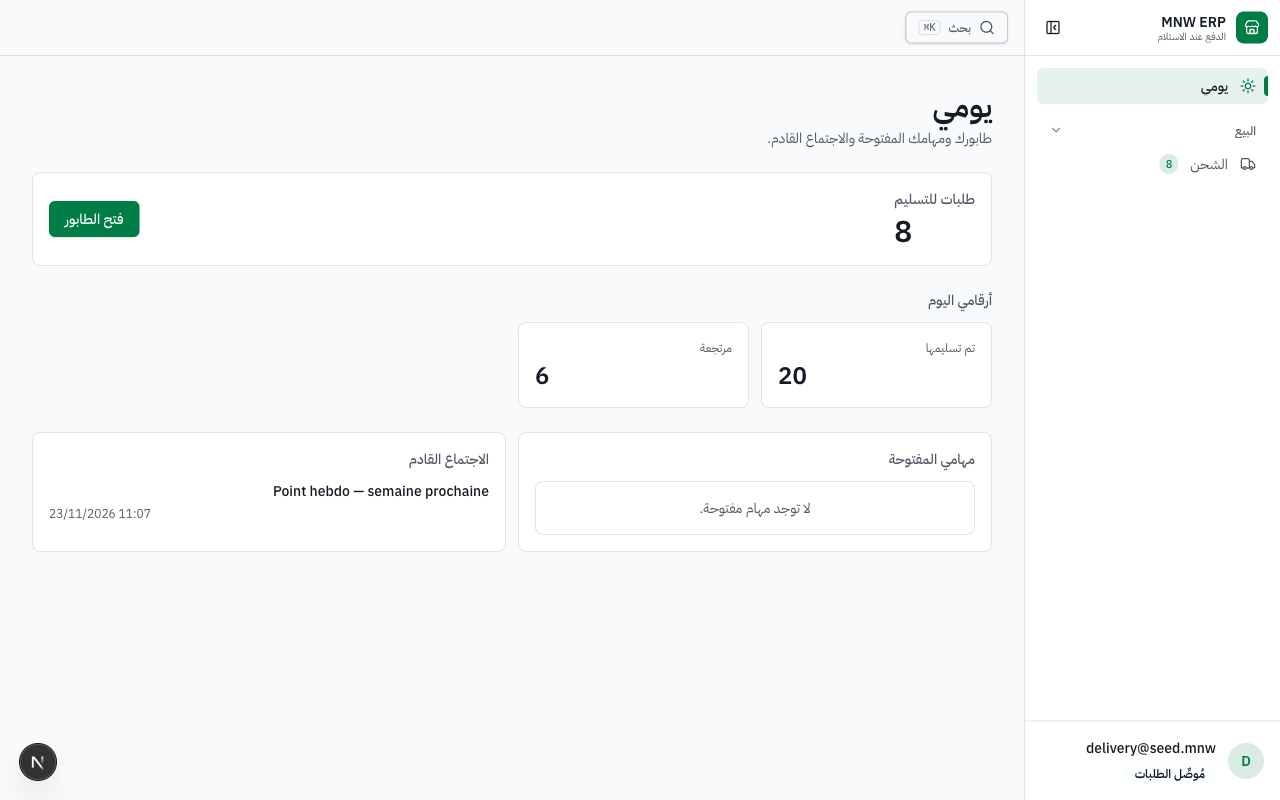 MNW ERP
الدفع عند الاستلام
بحث ⌘K
يومي
البيع
الشحن 8
يومي
طابورك ومهامك المفتوحة والاجتماع القادم.
طلبات للتسليم
8
فتح الطابور
أرقامي اليوم
تم تسليمها
20
مرتجعة
6
مهامي المفتوحة
لا توجد مهام مفتوحة.
الاجتماع القادم
Point hebdo — semaine prochaine
23/11/2026 11:07
D
delivery@seed.mnw
مُوصِّل الطلبات
N